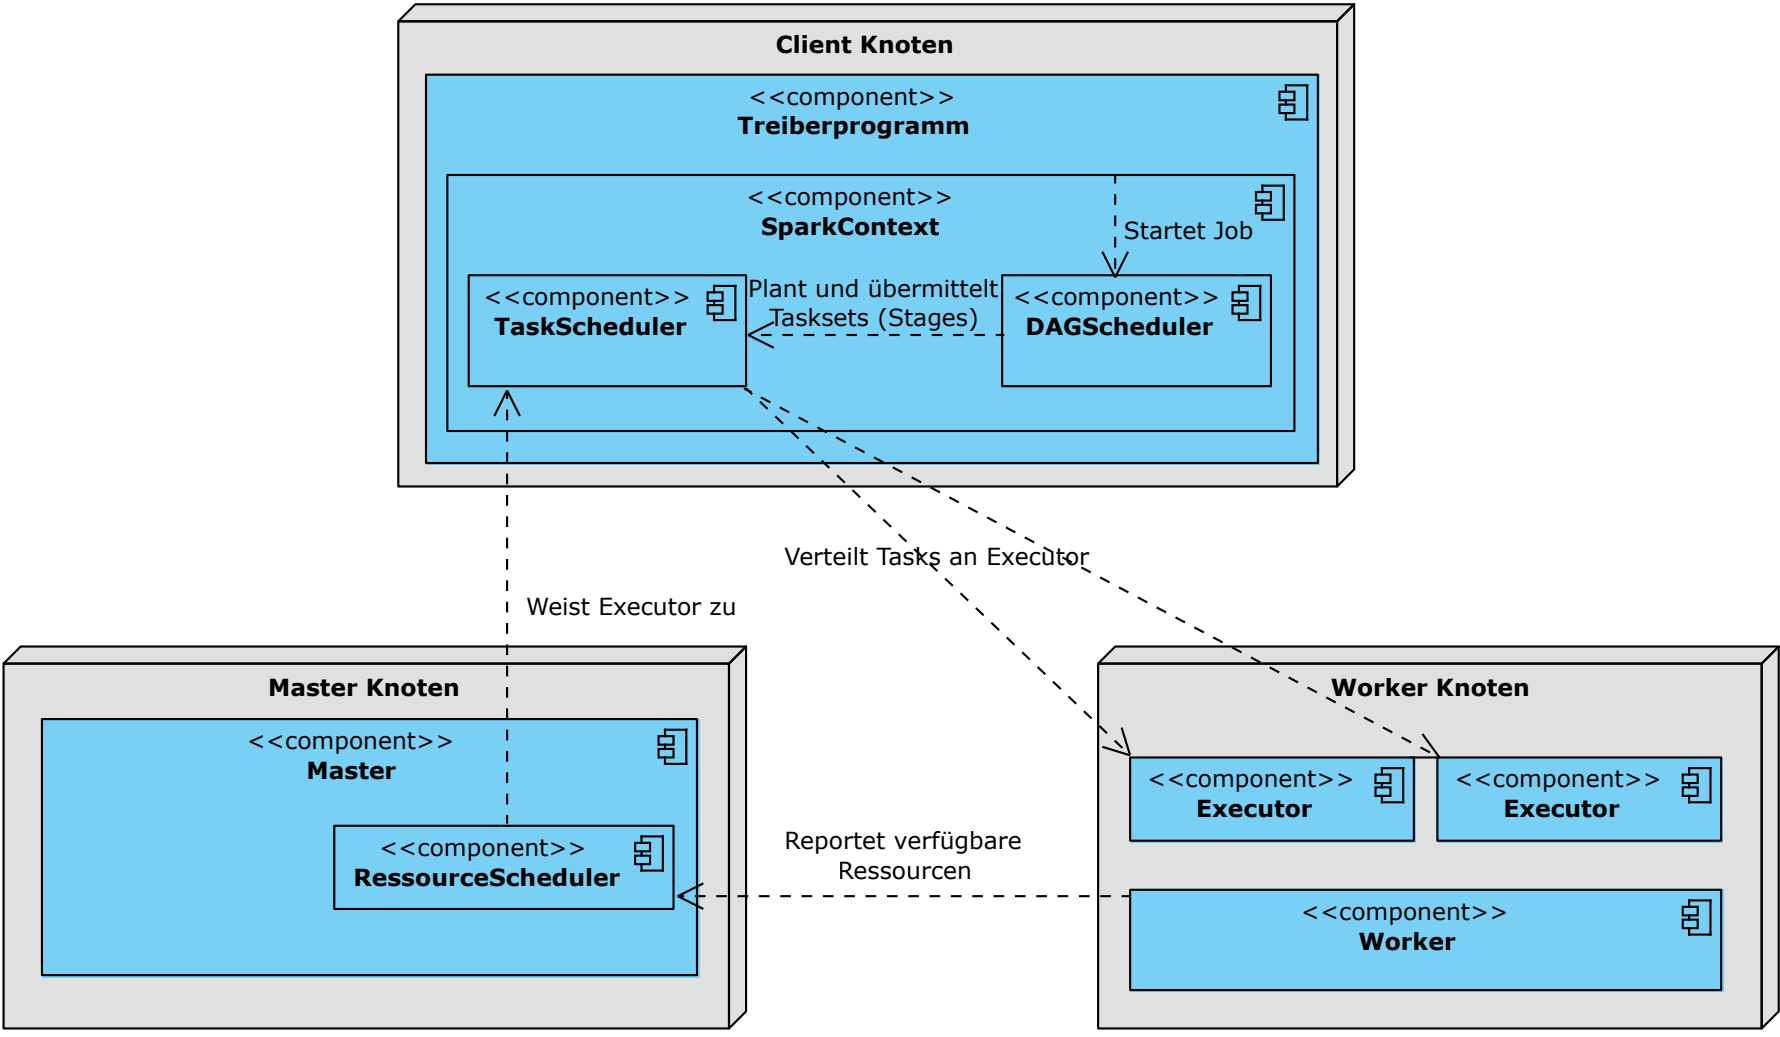 Client Knoten
<<component>>
Treiberprogramm
<<component>>
SparkContext
Startet Job
<<component>>
TaskScheduler
Plant und übermittelt
Tasksets (Stages)
<<component>>
DAGScheduler
Verteilt Tasks an Executor
Weist Executor zu
Master Knoten
<<component>>
Master
<<component>>
RessourceScheduler
Reportet verfügbare
Ressourcen
Worker Knoten
<<component>>
Executor
<<component>>
Executor
<<component>>
Worker